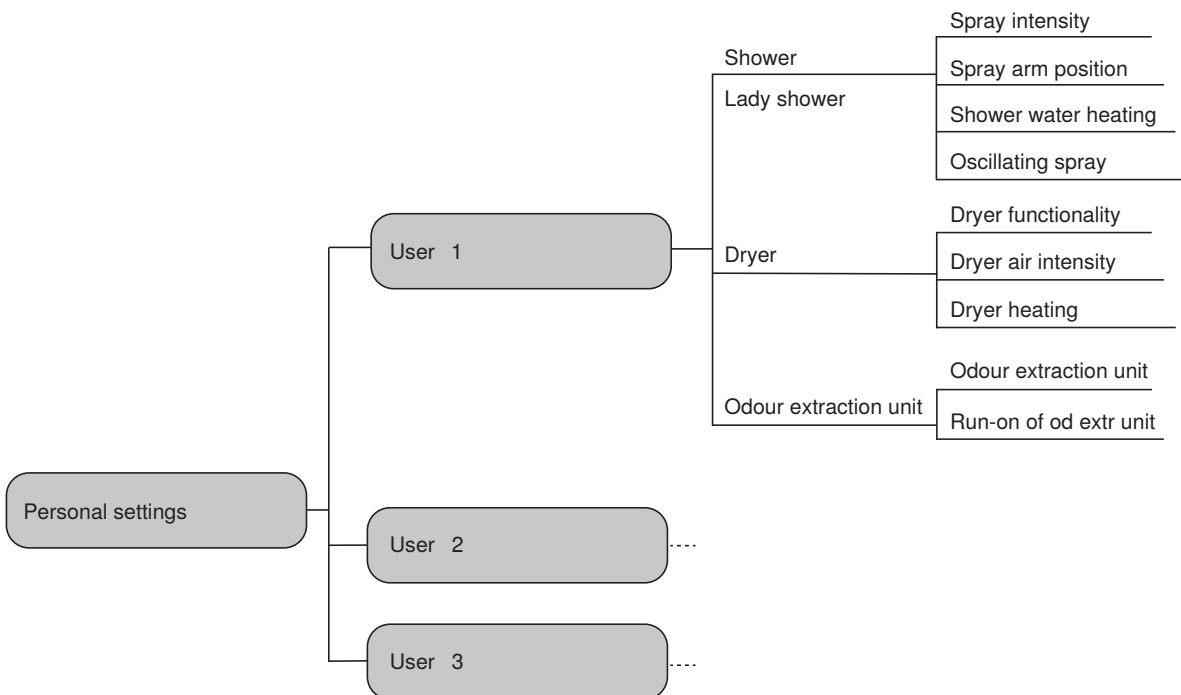 Spray intensity
Shower
Spray arm position
Lady shower
Shower water heating
Oscillating spray
Dryer functionality
User 1
Dryer
Dryer air intensity
Dryer heating
Odour extraction unit
Odour extraction unit
Run-on of od extr unit
Personal settings
User 2
User 3